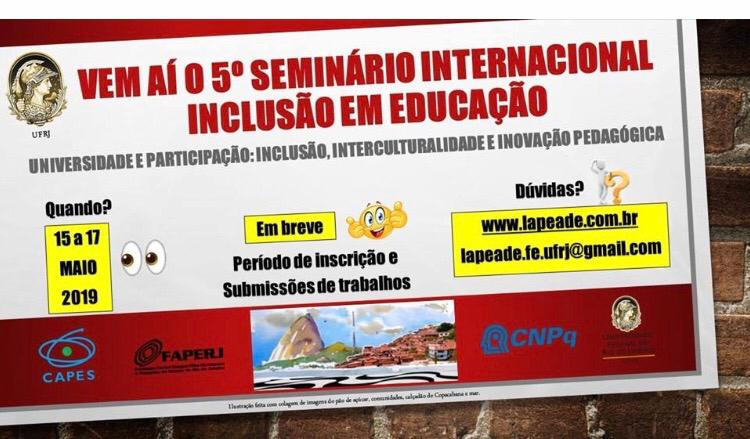 VEM AÍ O 5º SEMINÁRIO INTERNACIONAL
INCLUSÃO EM EDUCAÇÃO
UFRJ
UNIVERSIDADE E PARTICIPAÇÃO: INCLUSÃO, INTERCULTURALIDADE E INOVAÇÃO PEDAGÓGICA
Quando?
15 a 17
MAIO
2019
Em breve
Período de inscrição e
Submissões de trabalhos
Dúvidas?
www.lapeade.com.br
lapeade.fe.ufrj@gmail.com
CAPES
FAPERJ
CNPq
Ilustração feita com colagem de imagens do pão de açúcar, comunidades, calçadão de Copacabana e mar.